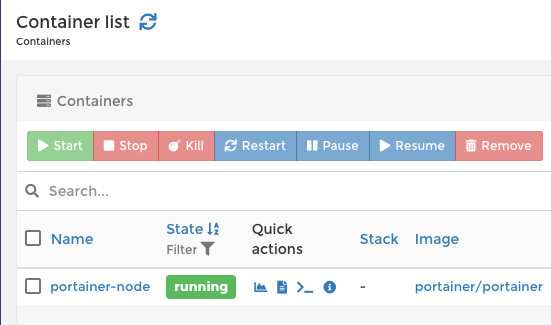 Container list
Containers
Containers
Start Stop Kill Restart Pause Resume Remove
Search...
Name State Filter Quick actions Stack Image
portainer-node running - portainer/portainer